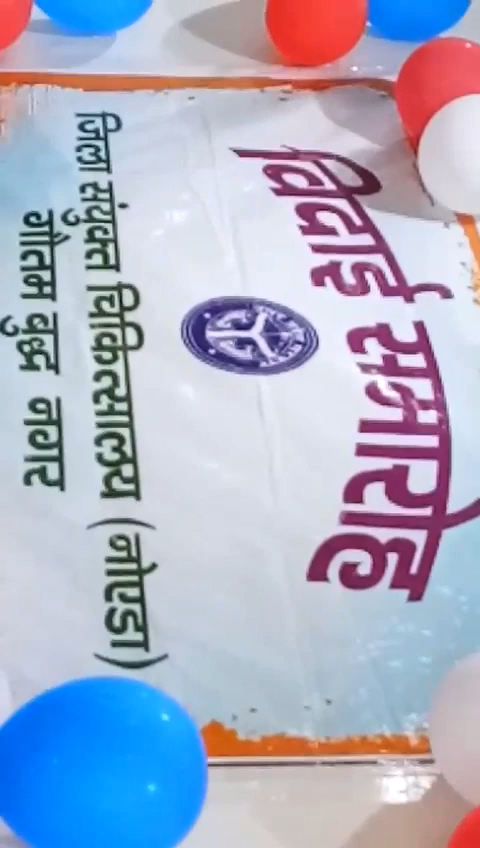 विदाई समारोह
जिला संयुक्त चिकित्सालय (नोएडा)
गौतम बुद्ध नगर